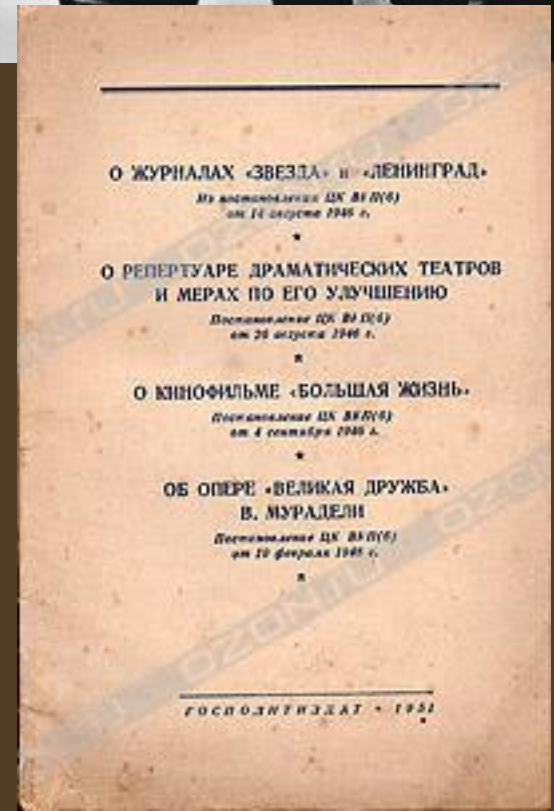 О ЖУРНАЛАХ «ЗВЕЗДА» и «ЛЕНИНГРАД»
Из постановления ЦК ВКП(б)
от 14 августа 1946 г.
О РЕПЕРТУАРЕ ДРАМАТИЧЕСКИХ ТЕАТРОВ
И МЕРАХ ПО ЕГО УЛУЧШЕНИЮ
Постановление ЦК ВКП(б)
от 26 августа 1946 г.
О КИНОФИЛЬМЕ «БОЛЬШАЯ ЖИЗНЬ»
Постановление ЦК ВКП(б)
от 4 сентября 1946 г.
ОБ ОПЕРЕ «ВЕЛИКАЯ ДРУЖБА»
В. МУРАДЕЛИ
Постановление ЦК ВКП(б)
от 10 февраля 1948 г.
ГОСПОЛИТИЗДАТ • 1951
OZON.RU